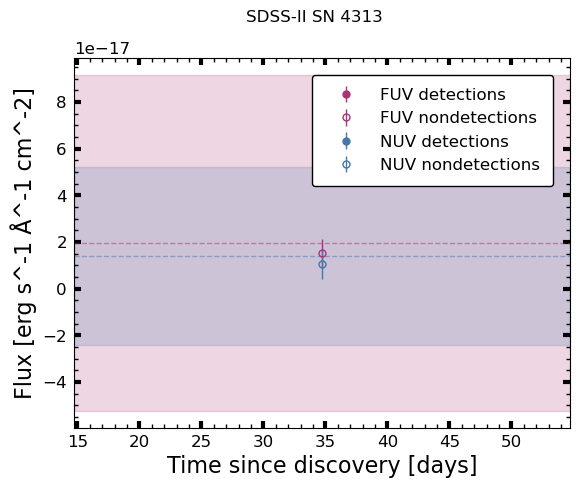 SDSS-II SN 4313
1e−17
FUV detections
FUV nondetections
NUV detections
NUV nondetections
8
6
4
2
0
−2
−4
Flux [erg s^-1 Å^-1 cm^-2]
15 20 25 30 35 40 45 50
Time since discovery [days]